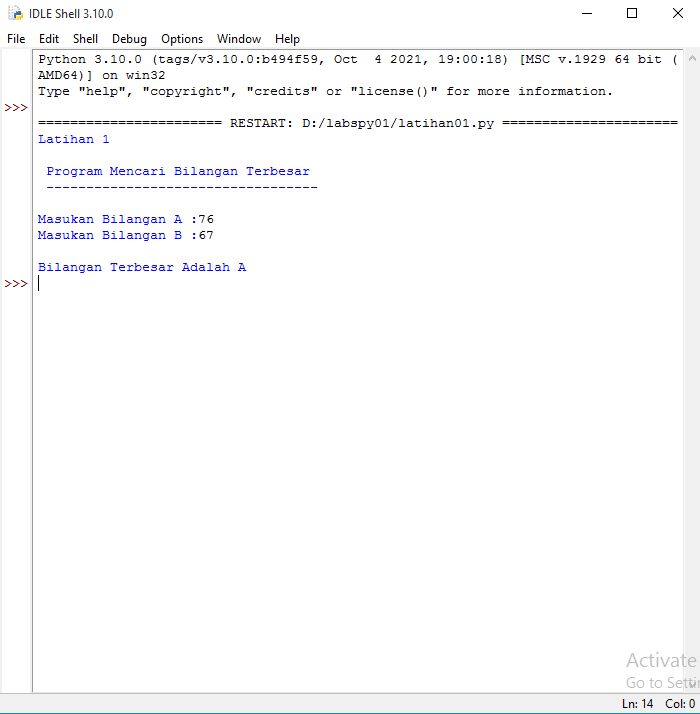 IDLE Shell 3.10.0
File Edit Shell Debug Options Window Help
Python 3.10.0 (tags/v3.10.0:b494f59, Oct  4 2021, 19:00:18) [MSC v.1929 64 bit (
AMD64)] on win32
Type "help", "copyright", "credits" or "license()" for more information.
>>>
======================= RESTART: D:/labspy01/latihan01.py ======================
Latihan 1
Program Mencari Bilangan Terbesar
----------------------------------
Masukan Bilangan A :76
Masukan Bilangan B :67
Bilangan Terbesar Adalah A
>>>
Activate
Go to
Ln: 14 Col: 0